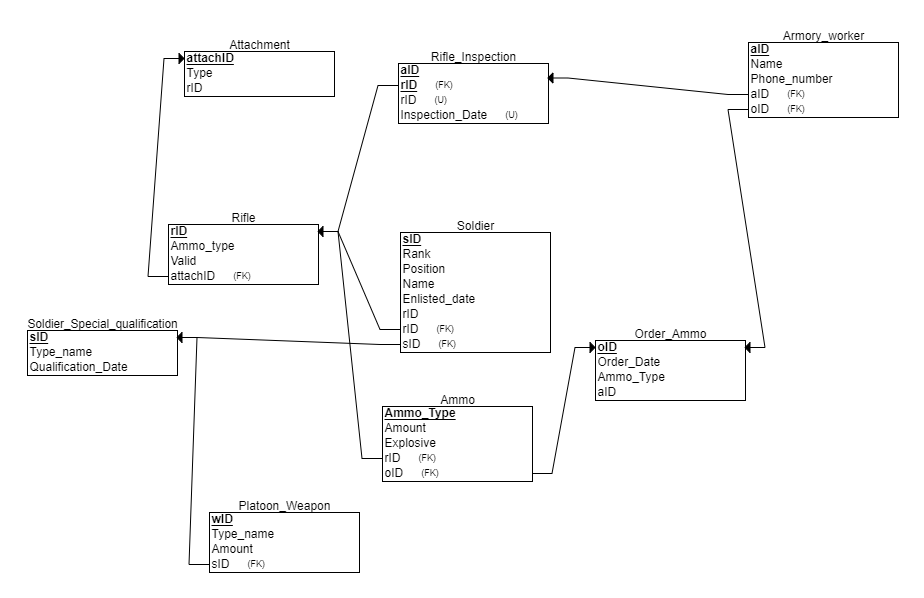 Attachment
attachID
Type
rID
Rifle_Inspection
aID
rID (FK)
rID (U)
Inspection_Date (U)
Armory_worker
aID
Name
Phone_number
aID (FK)
oID (FK)
Rifle
rID
Ammo_type
Valid
attachID (FK)
Soldier
sID
Rank
Position
Name
Enlisted_date
rID
rID (FK)
sID (FK)
Soldier_Special_qualification
sID
Type_name
Qualification_Date
Order_Ammo
oID
Order_Date
Ammo_Type
aID
Ammo
Ammo_Type
Amount
Explosive
rID (FK)
oID (FK)
Platoon_Weapon
wID
Type_name
Amount
sID (FK)